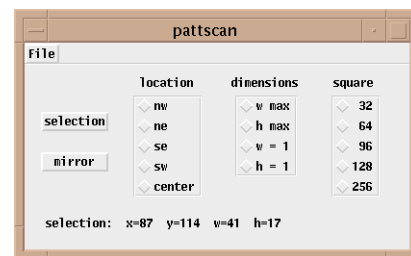 pattscan
File
location dimensions square
nw w max 32
selection ne h max 64
se w = 1 96
mirror sw h = 1 128
center 256
selection: x=87 y=114 w=41 h=17